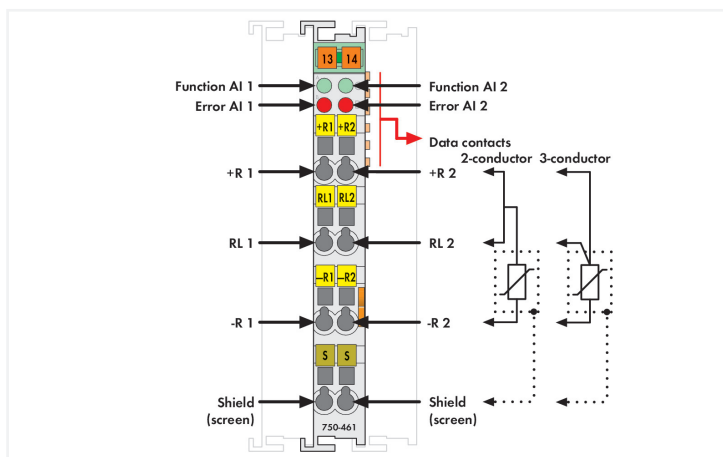 13 14
Function AI 1
Function AI 2
Error AI 1
Error AI 2
+R1 +R2
Data contacts
2-conductor 3-conductor
+R 1
+R 2
RL1 RL2
RL 1
RL 2
–R1 –R2
-R 1
-R 2
S S
Shield
(screen)
Shield
(screen)
750-461